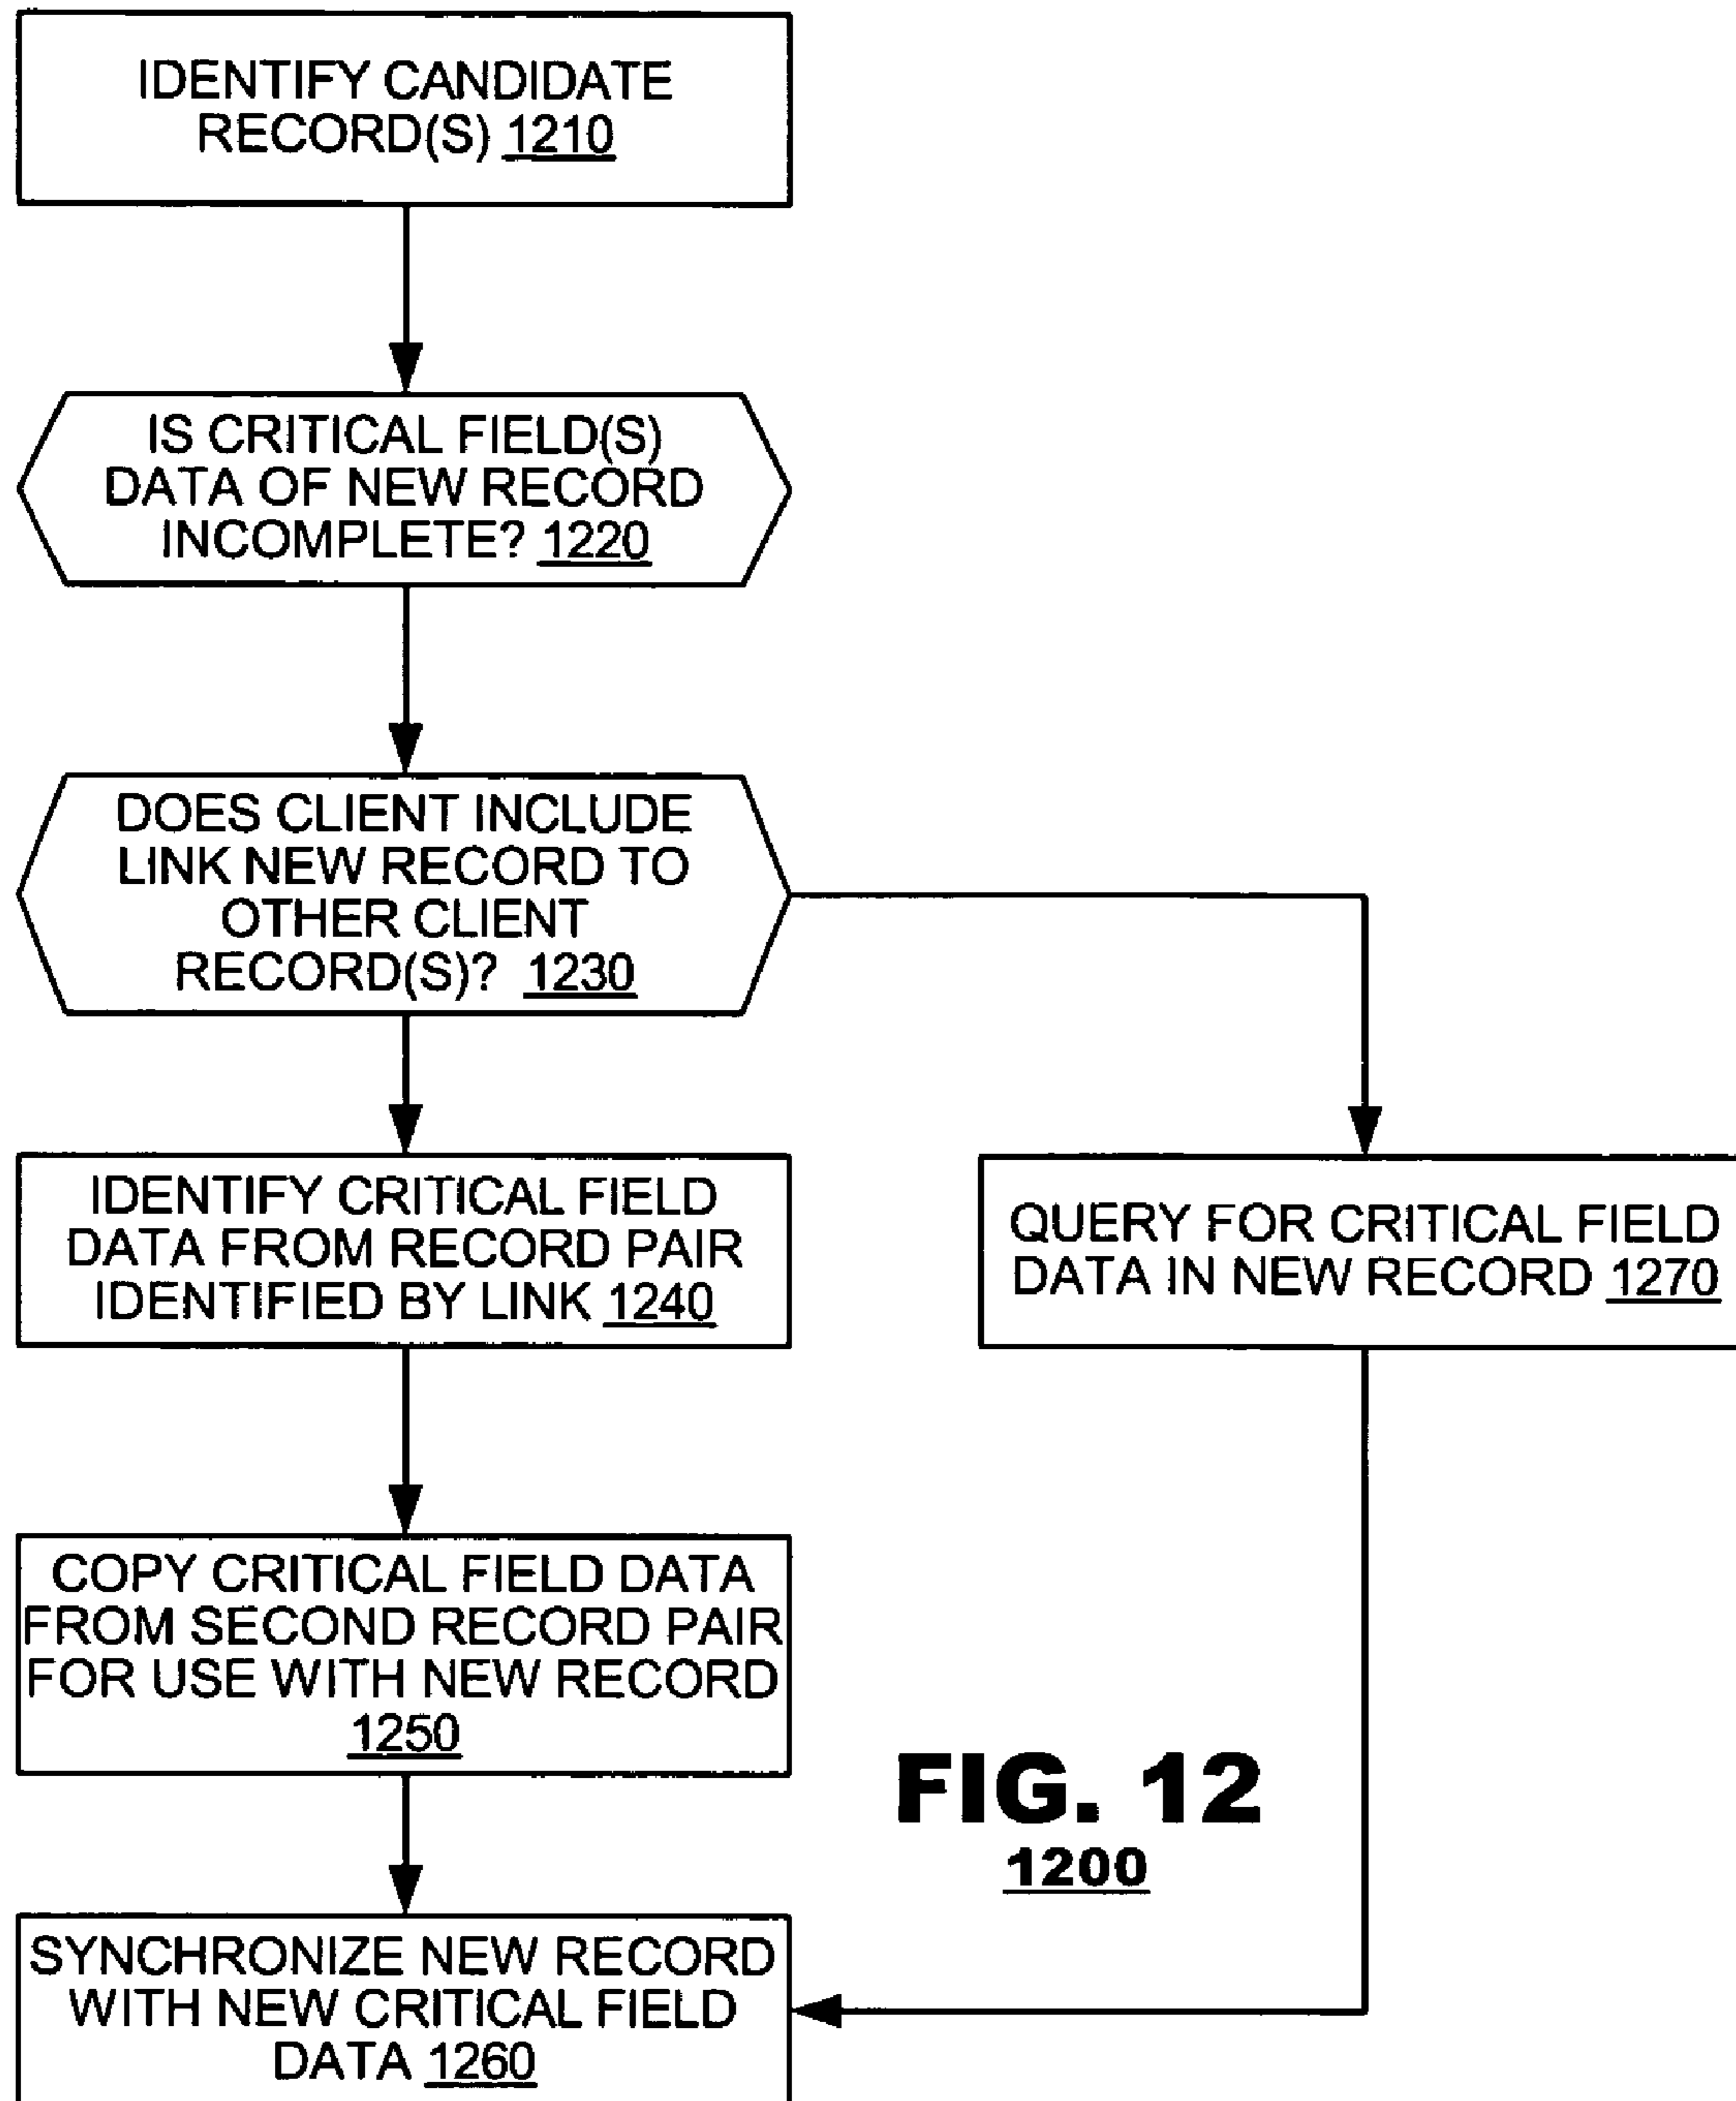 IDENTIFY CANDIDATE
RECORD(S) 1210
IS CRITICAL FIELD(S)
DATA OF NEW RECORD
INCOMPLETE? 1220
DOES CLIENT INCLUDE
LINK NEW RECORD TO
OTHER CLIENT
RECORD(S)? 1230
IDENTIFY CRITICAL FIELD
DATA FROM RECORD PAIR
IDENTIFIED BY LINK 1240
QUERY FOR CRITICAL FIELD
DATA IN NEW RECORD 1270
COPY CRITICAL FIELD DATA
FROM SECOND RECORD PAIR
FOR USE WITH NEW RECORD
1250
FIG. 12
1200
SYNCHRONIZE NEW RECORD
WITH NEW CRITICAL FIELD
DATA 1260